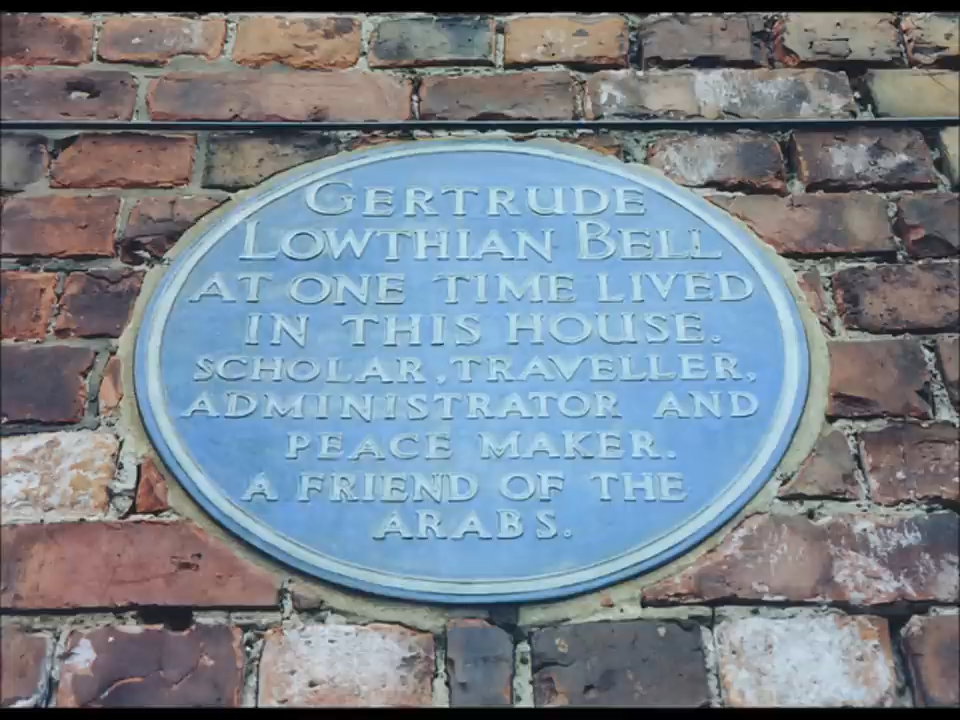 GERTRUDE
LOWTHIAN BELL
AT ONE TIME LIVED
IN THIS HOUSE.
SCHOLAR, TRAVELLER,
ADMINISTRATOR AND
PEACE MAKER.
A FRIEND OF THE
ARABS.